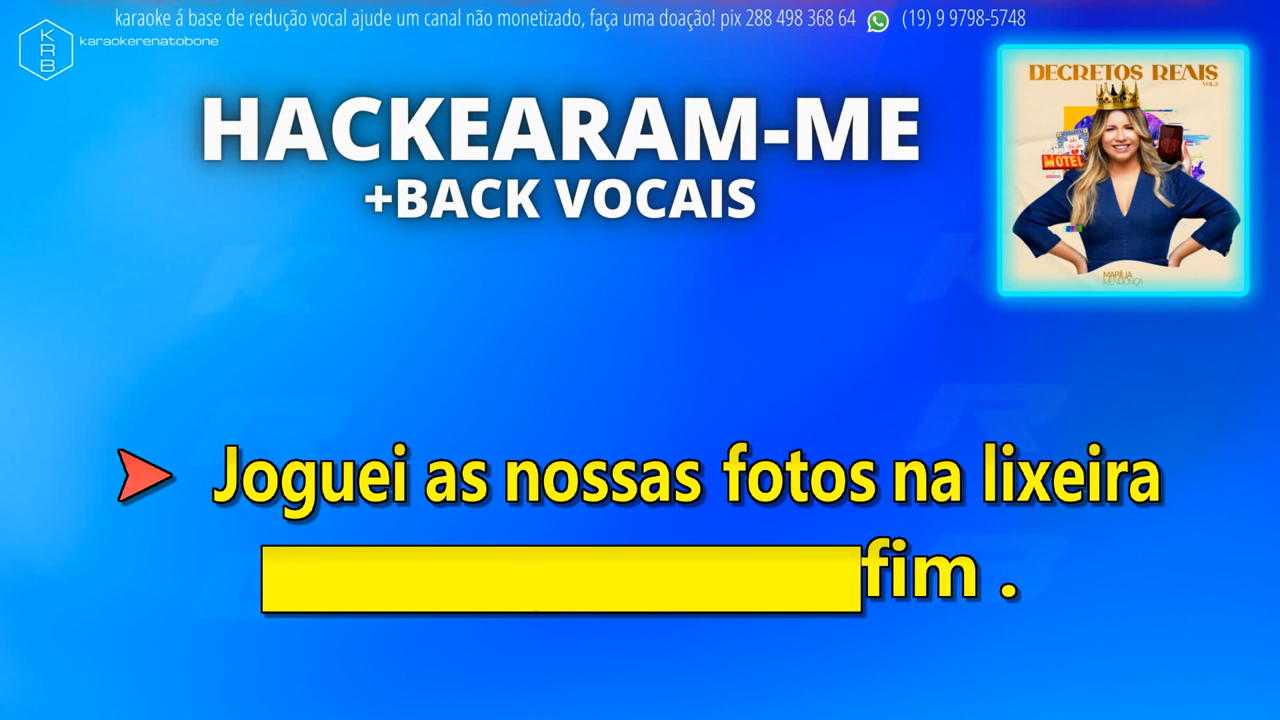 karaoke á base de redução vocal ajude um canal não monetizado, faça uma doação! pix 288 498 368 64 (19) 9 9798-5748
KRB
karaokerenatobone
HACKEARAM-ME
+BACK VOCAIS
DECRETOS REAIS
VOL.3
MOTEL
MARÍLIA
MENDONÇA
Joguei as nossas fotos na lixeira
fim .